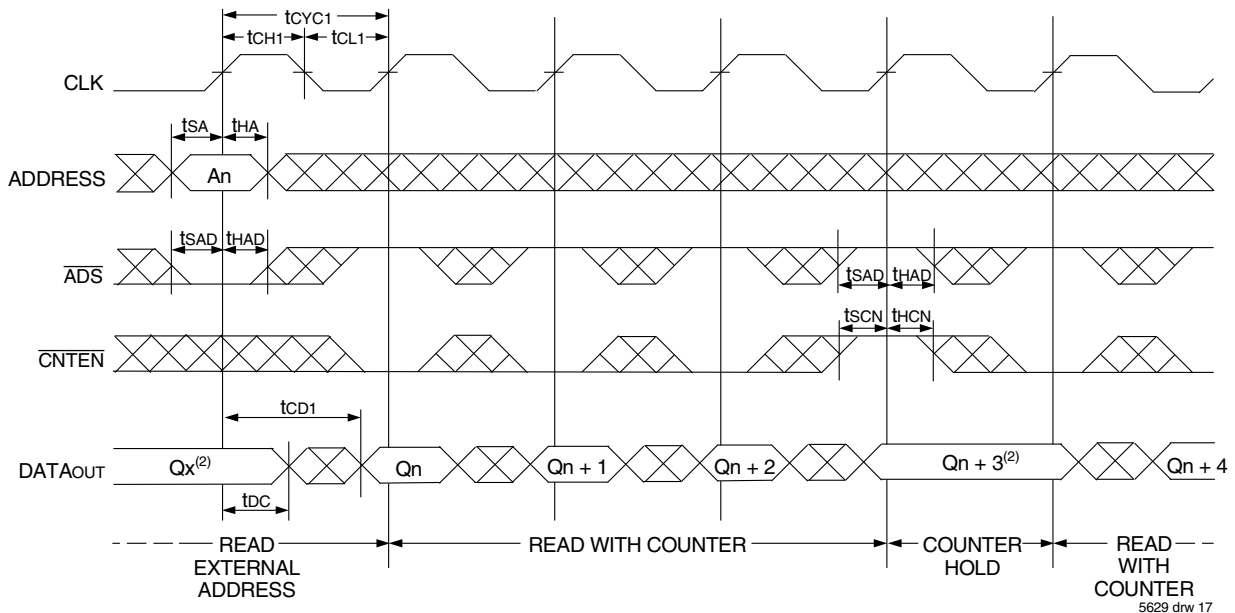 tCYC1
tCH1 tCL1
CLK
tSA tHA
ADDRESS An
tSAD tHAD
ADS
tSAD tHAD
tSCN tHCN
CNTEN
tCD1
DATAOUT Qx(2) Qn Qn + 1 Qn + 2 Qn + 3(2) Qn + 4
tDC
READ EXTERNAL ADDRESS
READ WITH COUNTER
COUNTER HOLD
READ WITH COUNTER
5629 drw 17